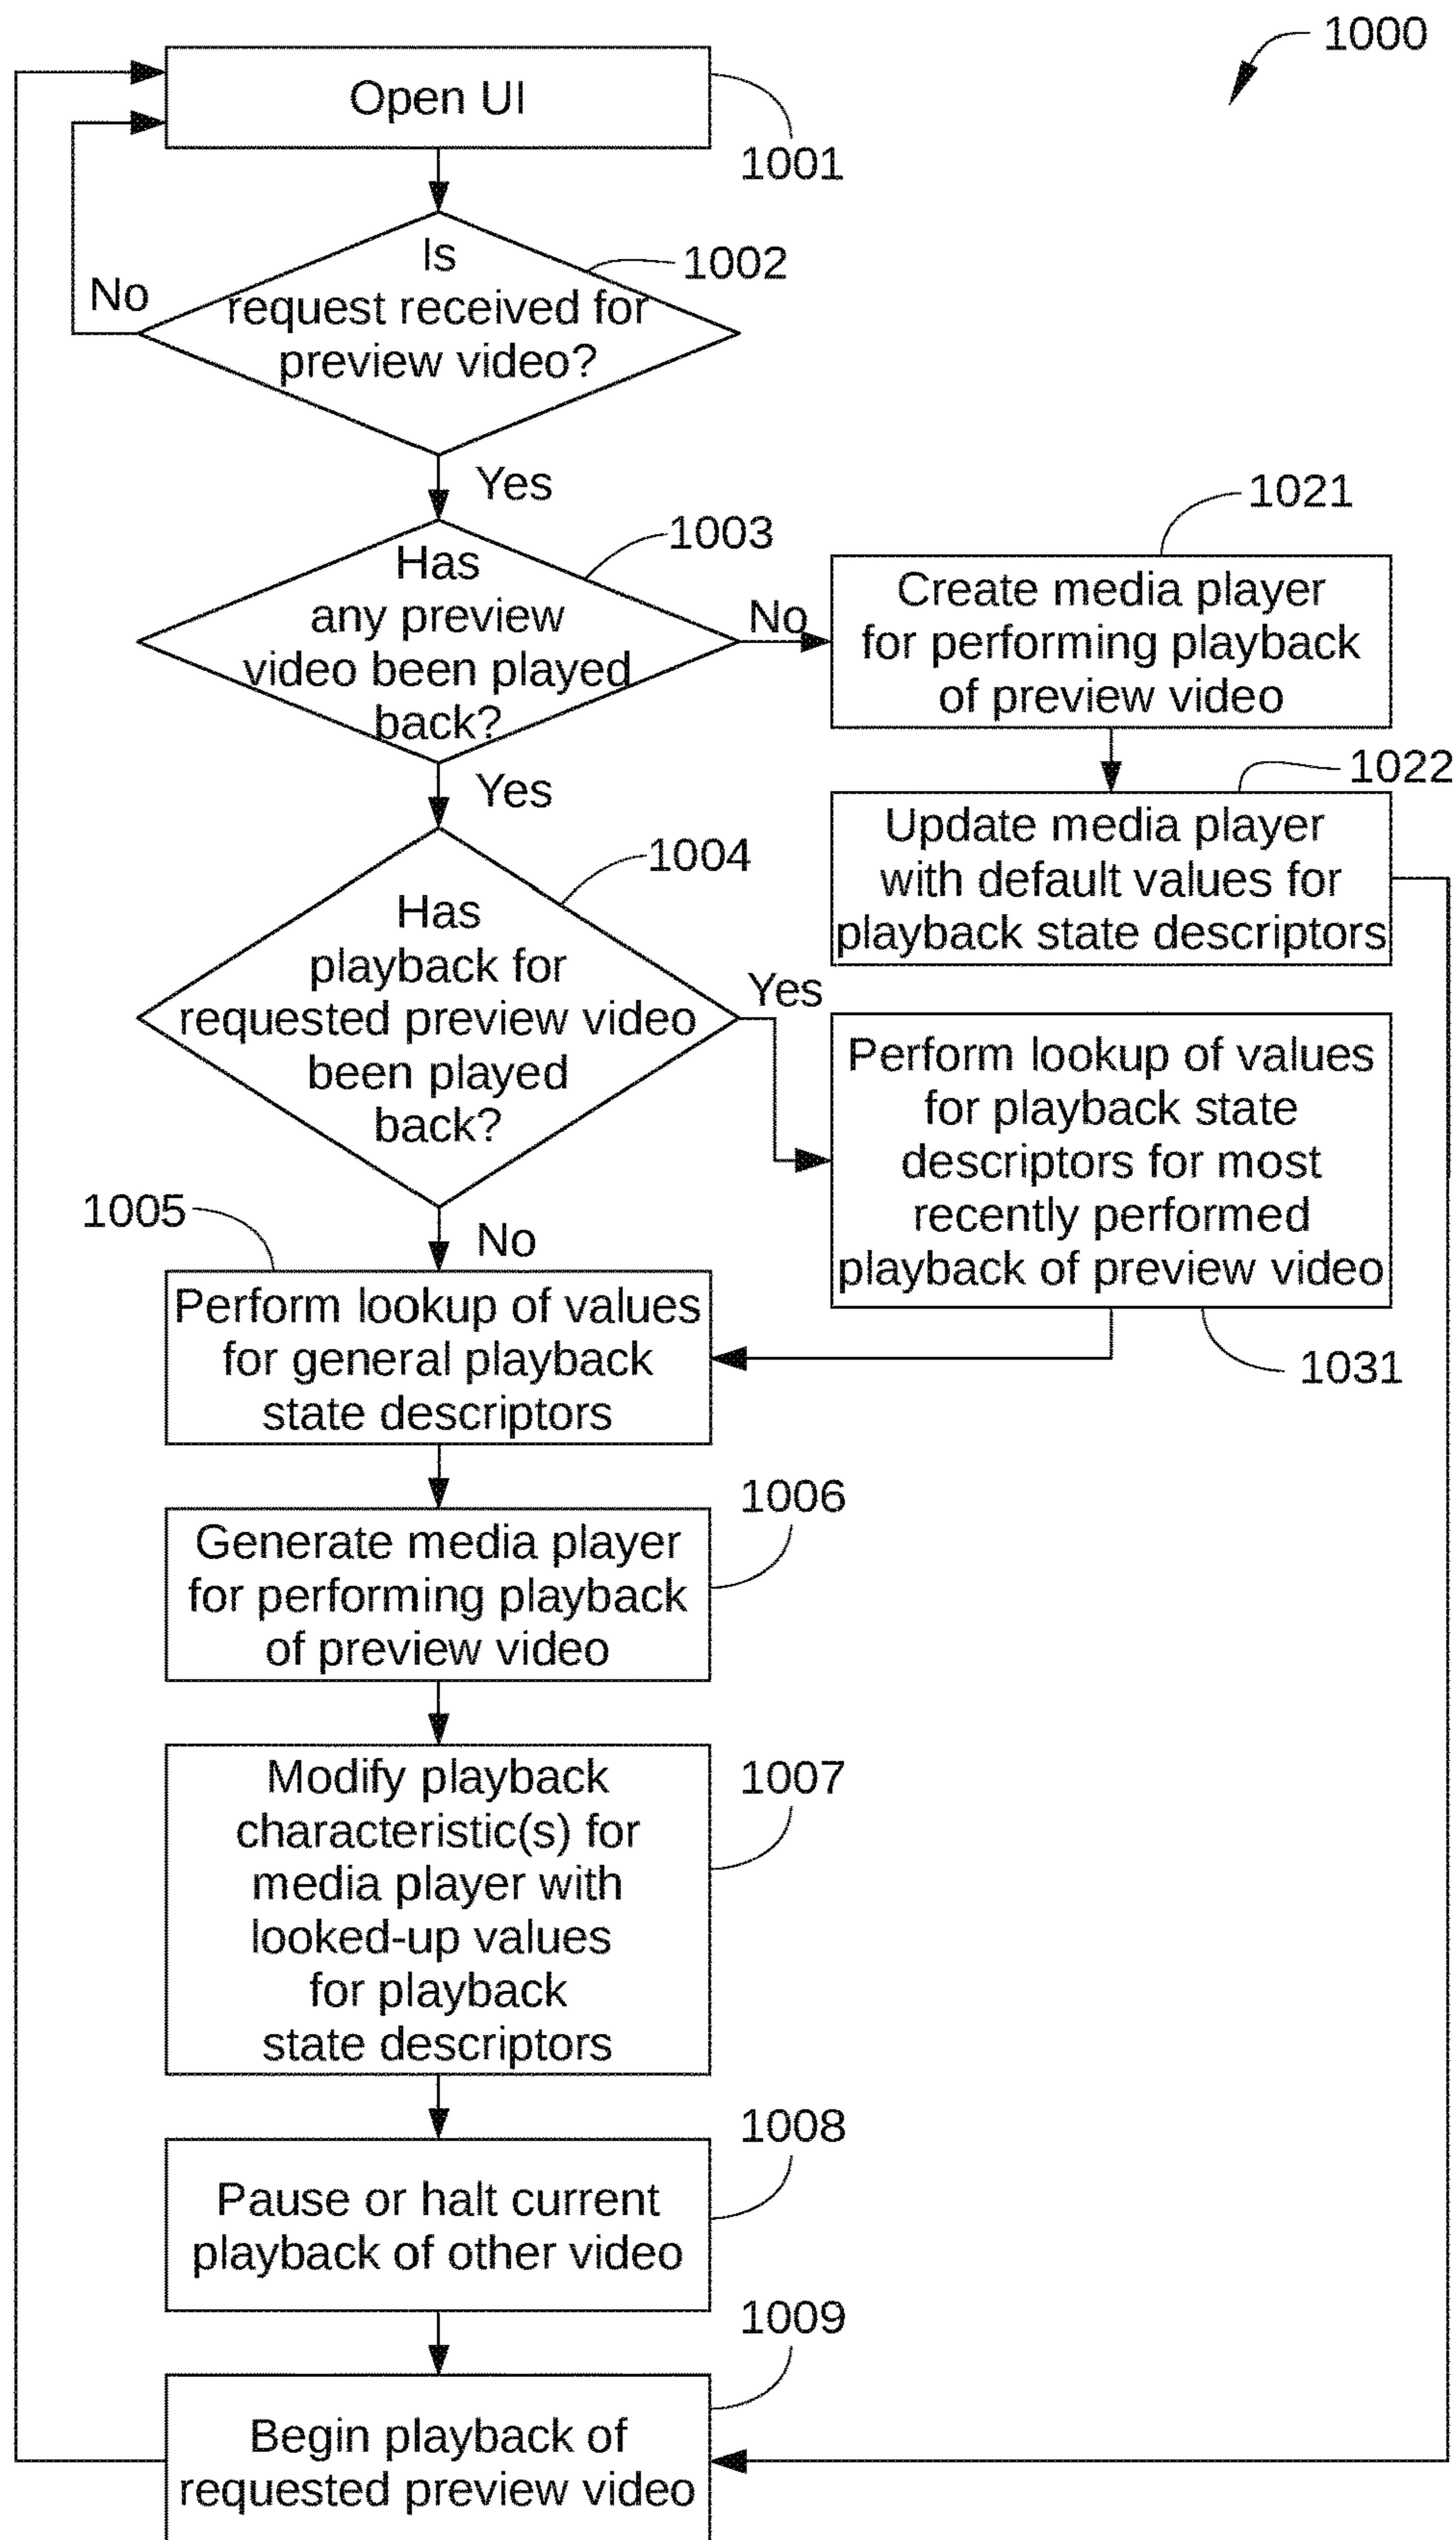 1000
Open UI
1001
Is
request received for
preview video?
1002
No
Yes
Has
any preview
video been played
back?
1003
No
1021
Create media player
for performing playback
of preview video
Yes
1022
Update media player
with default values for
playback state descriptors
1004
Has
playback for
requested preview video
been played
back?
Yes
Perform lookup of values
for playback state
descriptors for most
recently performed
playback of preview video
1031
No
1005
Perform lookup of values
for general playback
state descriptors
1006
Generate media player
for performing playback
of preview video
1007
Modify playback
characteristic(s) for
media player with
looked-up values
for playback
state descriptors
1008
Pause or halt current
playback of other video
1009
Begin playback of
requested preview video